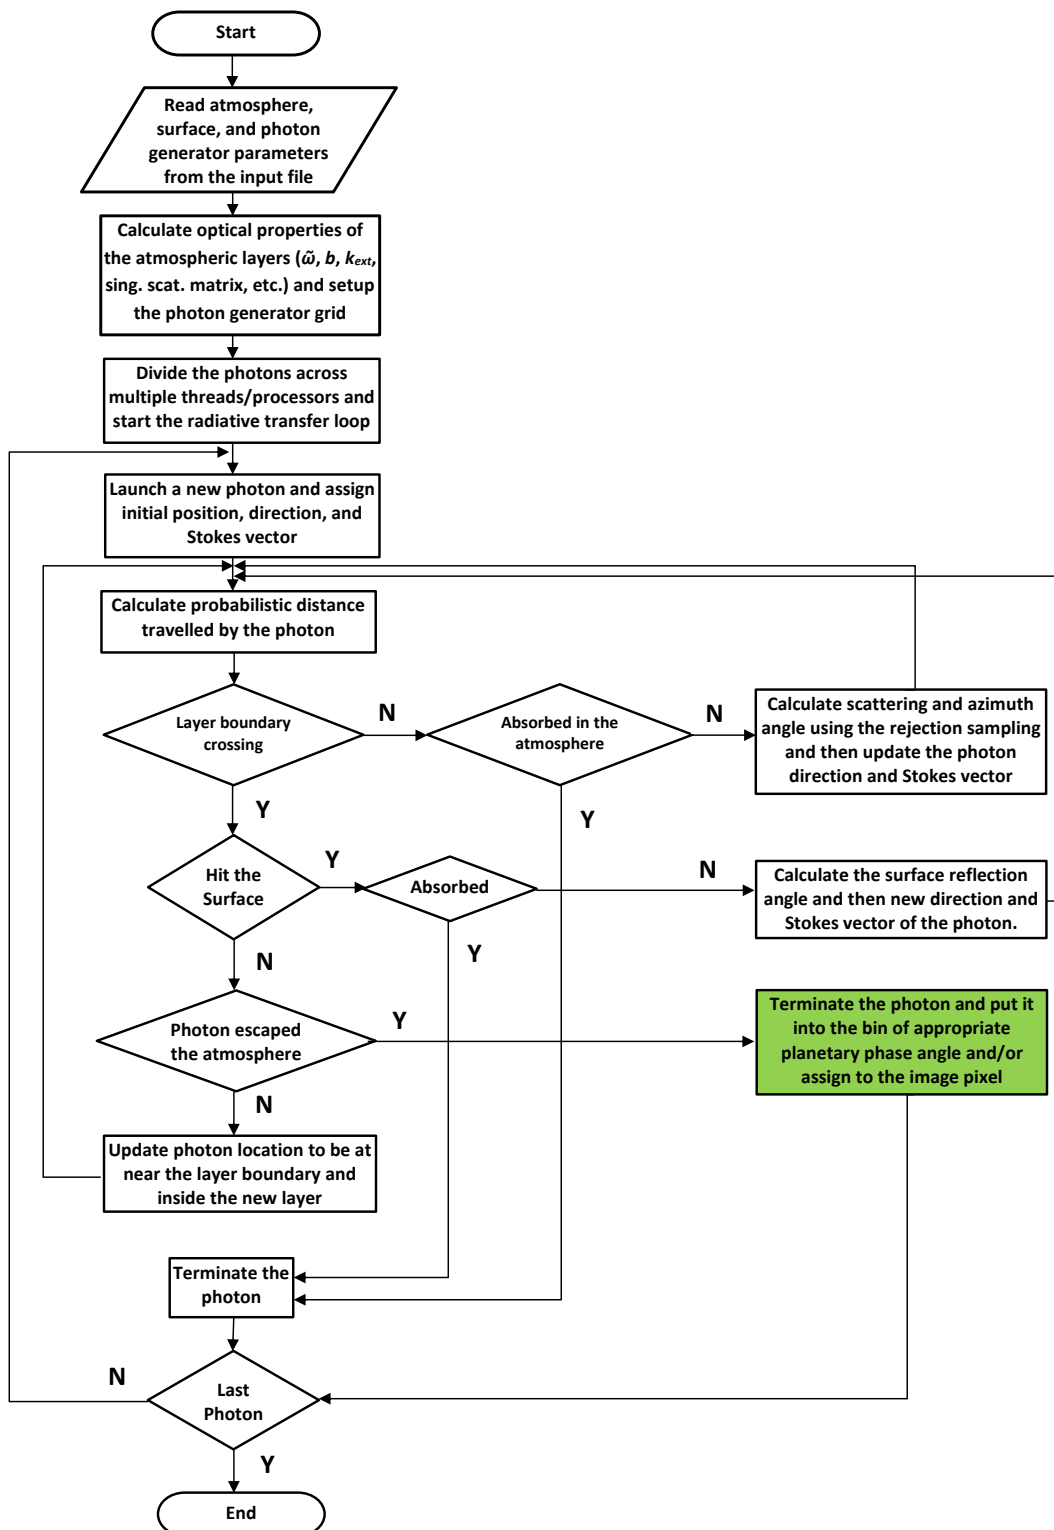 Start
Read atmosphere,
surface, and photon
generator parameters
from the input file
Calculate optical properties of
the atmospheric layers (ω̃, b, kext,
sing. scat. matrix, etc.) and setup
the photon generator grid
Divide the photons across
multiple threads/processors and
start the radiative transfer loop
Launch a new photon and assign
initial position, direction, and
Stokes vector
Calculate probabilistic distance
travelled by the photon
Layer boundary
crossing
N
Absorbed in the
atmosphere
N
Calculate scattering and azimuth
angle using the rejection sampling
and then update the photon
direction and Stokes vector
Y
Y
Hit the
Surface
Y
Absorbed
N
Calculate the surface reflection
angle and then new direction and
Stokes vector of the photon.
N
Y
Photon escaped
the atmosphere
Y
Terminate the photon and put it
into the bin of appropriate
planetary phase angle and/or
assign to the image pixel
N
Update photon location to be at
near the layer boundary and
inside the new layer
Terminate the
photon
N
Last
Photon
Y
End